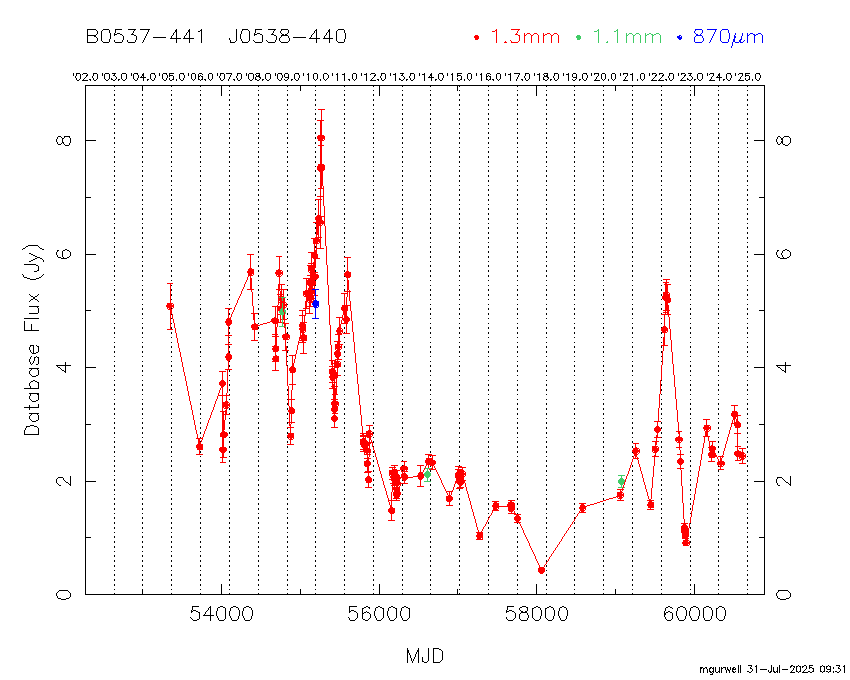 B0537-441 J0538-440 1.3mm 1.1mm 870μm
'02.0 '03.0 '04.0 '05.0 '06.0 '07.0 '08.0 '09.0 '10.0 '11.0 '12.0 '13.0 '14.0 '15.0 '16.0 '17.0 '18.0 '19.0 '20.0 '21.0 '22.0 '23.0 '24.0 '25.0
8 8
6 6
Database Flux (Jy)
4 4
2 2
0 0
54000 56000 58000 60000
MJD
mgurwell 31-Jul-2025 09:31